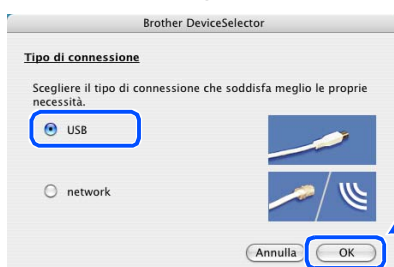 Brother DeviceSelector
Tipo di connessione
Scegliere il tipo di connessione che soddisfa meglio le proprie
necessità.
USB
network
Annulla
OK